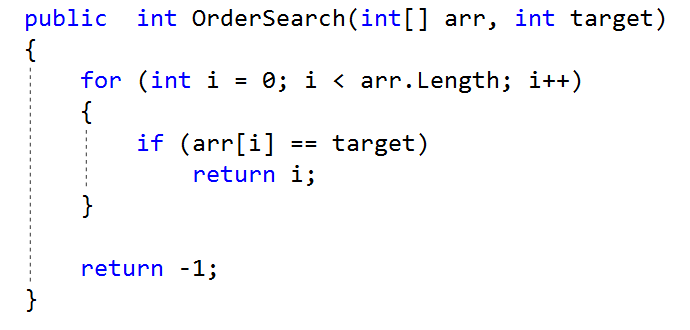 public  int OrderSearch(int[] arr, int target)
{
    for (int i = 0; i < arr.Length; i++)
    {
        if (arr[i] == target)
            return i;
    }

    return -1;
}